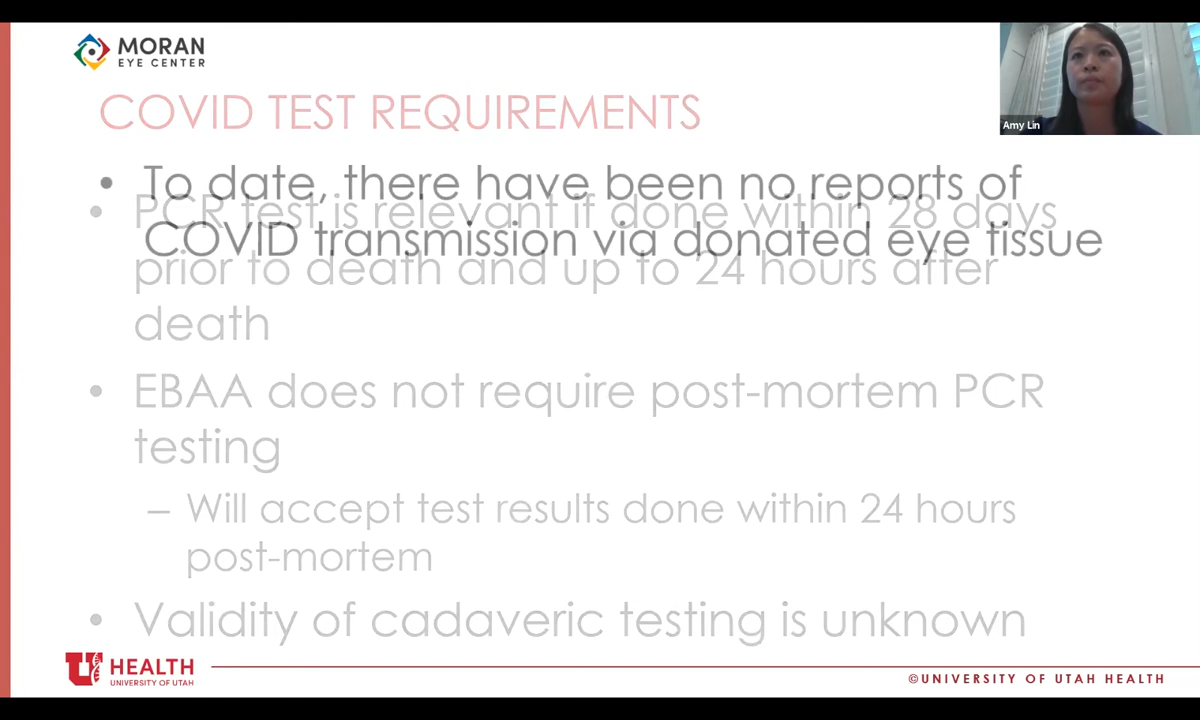 MORAN
EYE CENTER
Amy Lin
COVID TEST REQUIREMENTS
• To date, there have been no reports of
COVID transmission via donated eye tissue
• PCR test is relevant if done within 28 days
prior to death and up to 24 hours after
death
• EBAA does not require post-mortem PCR
testing
– Will accept test results done within 24 hours
post-mortem
• Validity of cadaveric testing is unknown
U HEALTH
UNIVERSITY OF UTAH
©UNIVERSITY OF UTAH HEALTH